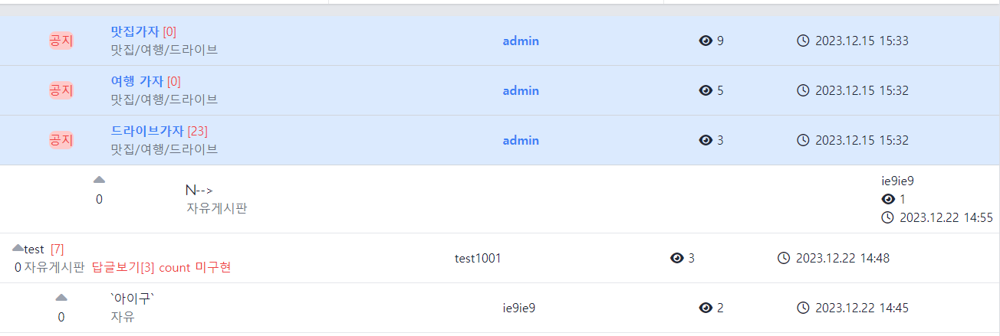 맛집가자 [0]
공지 admin 9 2023.12.15 15:33
맛집/여행/드라이브
여행 가자 [0]
공지 admin 5 2023.12.15 15:32
맛집/여행/드라이브
드라이브가자 [23]
공지 admin 3 2023.12.15 15:32
맛집/여행/드라이브
ie9ie9
N-->
0 1
자유게시판
2023.12.22 14:55
test [7]
test1001 3 2023.12.22 14:48
0 자유게시판 답글보기[3] count 미구현
`아이구`
ie9ie9 2 2023.12.22 14:45
0 자유